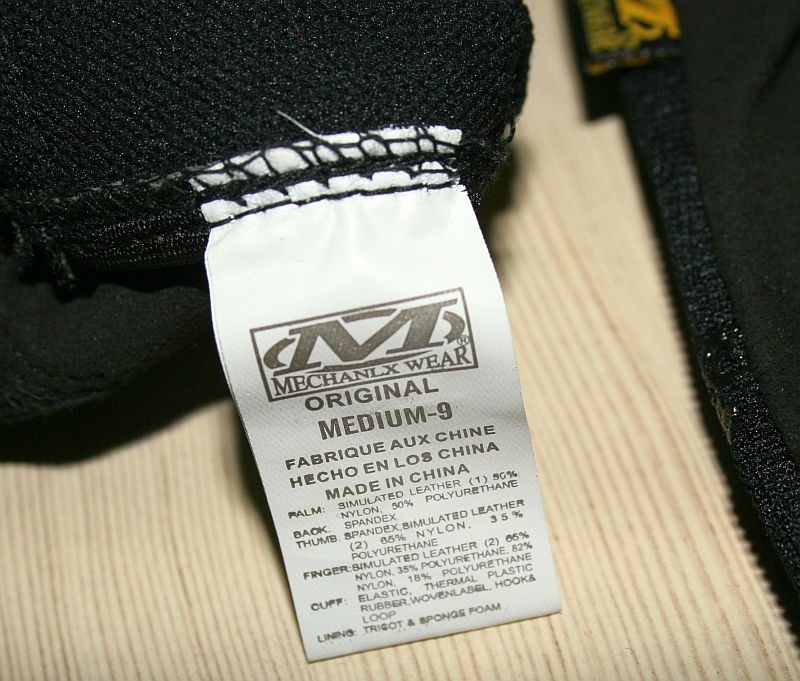 M®
MECHANLX WEAR
ORIGINAL
MEDIUM-9
FABRIQUE AUX CHINE
HECHO EN LOS CHINA
MADE IN CHINA
PALM: SIMULATED LEATHER (1) 50%
NYLON, 50% POLYURETHANE
BACK: SPANDEX
THUMB: SPANDEX,SIMULATED LEATHER
(2) 65% NYLON, 35%
POLYURETHANE
FINGER:SIMULATED LEATHER (2) 65%
NYLON, 35% POLYURETHANE, 82%
NYLON, 18% POLYURETHANE
CUFF: ELASTIC, THERMAL PLASTIC
RUBBER,WOVENLABEL, HOOK&
LOOP
LINING: TRICOT & SPONGE FOAM